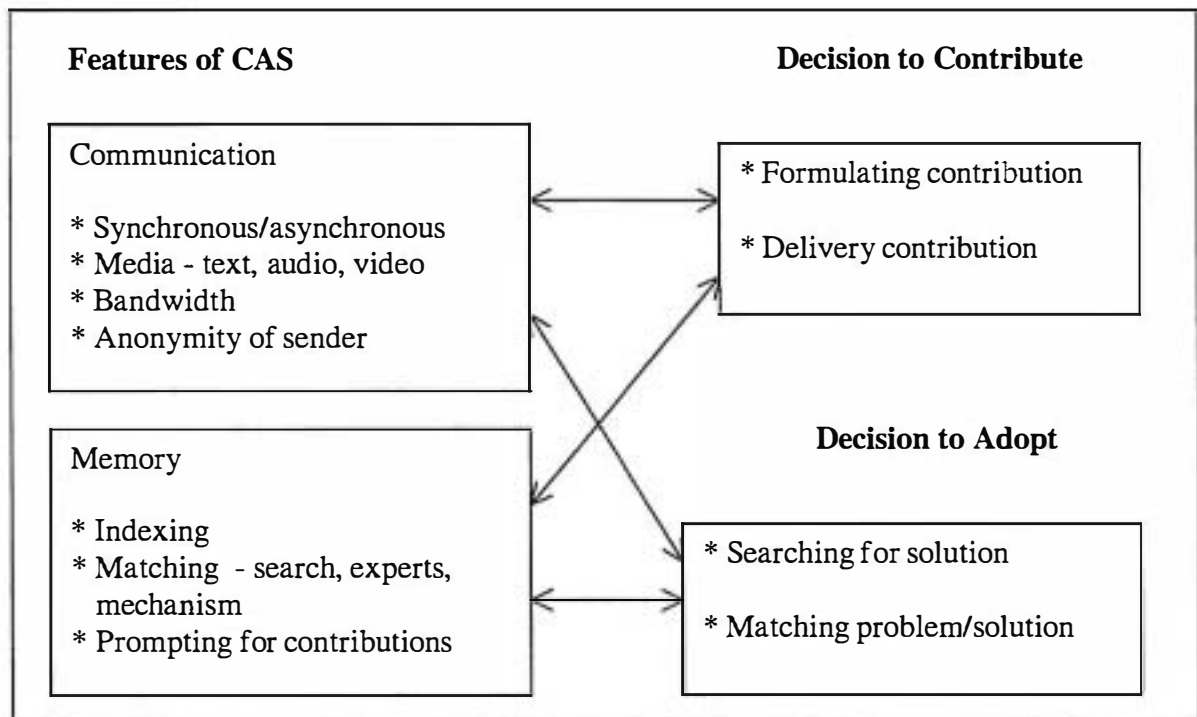 Features of CAS
Communication
* Synchronous/asynchronous
* Media - text, audio, video
* Bandwidth
* Anonymity of sender
Memory
* Indexing
* Matching - search, experts,
mechanism
* Prompting for contributions
Decision to Contribute
* Formulating contribution
* Delivery contribution
Decision to Adopt
* Searching for solution
* Matching problem/solution